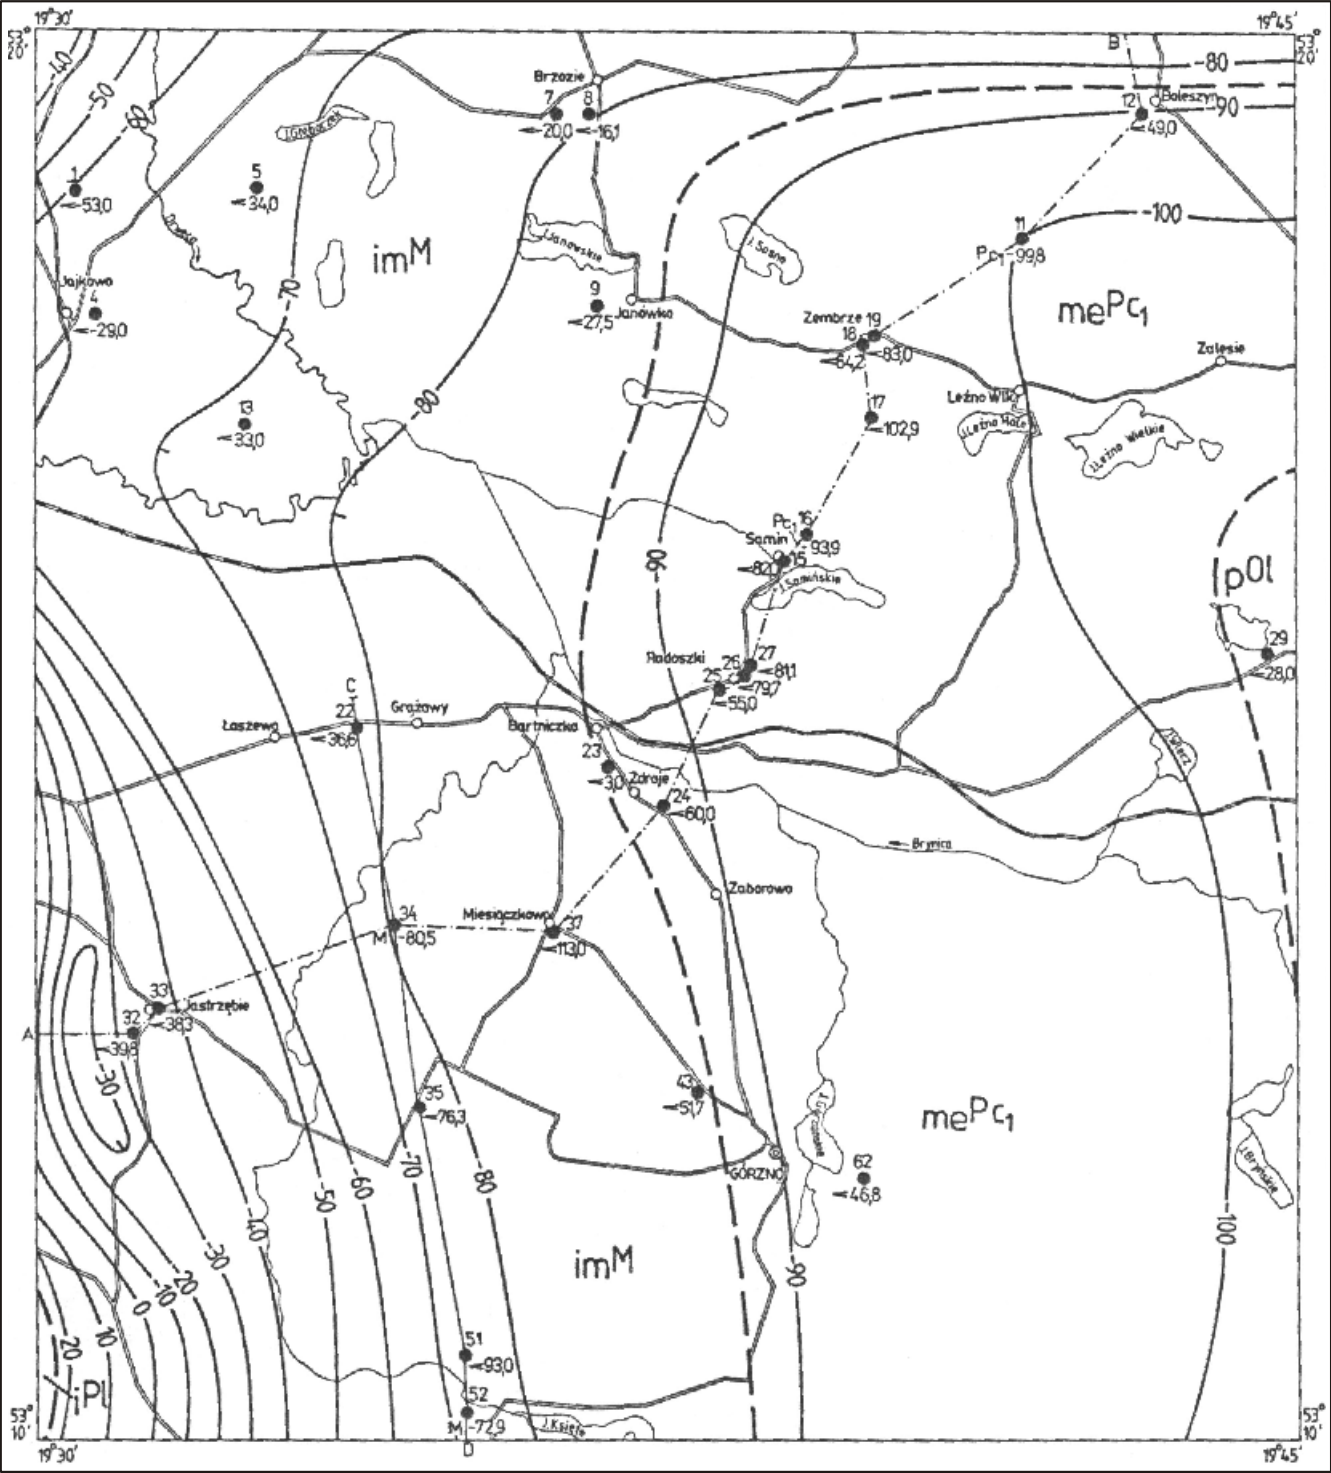 19°30'
19°45'
53°
20'
53°
20'
B
-40
-50
-60
-80
-90
Brzozie
7
8
<-20,0
<-16,1
12
Boleszyn
<49,0
1
<-53,0
5
<34,0
-100
11
Pc₁-99,8
imM
J.Janowskie
J. Sosno
mePc₁
Drwęca
Jajkowo
4
<-29,0
-70
9
<27,5
Janówko
Zembrze
19
18
<64,2
<83,0
Zalesie
Leźno Wlk.
J.Leźno Małe
J.Leźno Wielkie
17
<102,9
-80
13
<33,0
Pc₁
16
-93,9
Samin
15
<82,0
J.Samińskie
-90
pOl
29
<28,0
Radoszki
27
26
25
<81,1
<79,7
<55,0
C
22
<36,6
Grążawy
Łaszewo
Bartniczka
23
<3,0
Zdroje
24
<60,0
Brynica
Zaborowo
34
M -80,5
Miesiączkowo
37
<113,0
33
Jastrzębie
<38,3
A
32
<39,8
-30
35
<76,3
43
<51,7
mePc₁
62
<46,8
GÓRZNO
J.Bryńskie
-70
-80
-60
-50
-40
-30
-20
-10
0
10
20
-90
-100
imM
iPl
51
<93,0
52
M -72,9
J.Księte
D
53°
10'
53°
10'
19°30'
19°45'